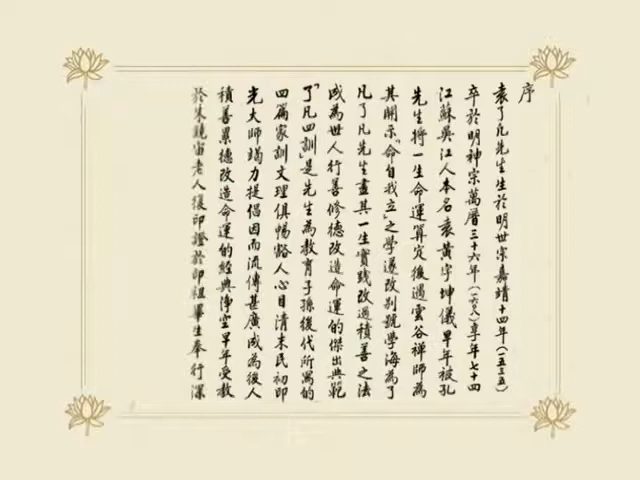 序
袁了凡先生生於明世宗嘉靖十四年(一五三五)
卒於明神宗萬曆三十六年(一六〇八)享年七十四
江蘇吳江人本名袁黃字坤儀早年被孔
先生將一生命運算定後過雲谷禪師為
其開示「命自我立」之學遂改別號學海為了
凡了凡先生盡其一生實踐改過積善之法
成為世人行善修德改造命運的傑出典範
「了凡四訓」是先生為教育子孫後代所寫的
四篇家訓文理俱暢豁人心目清末民初印
光大師竭力提倡因而流傳甚廣成為後人
積善累德改造命運的經典淨空早年受教
於朱鏡宙老人後印證於印祖畢生奉行深